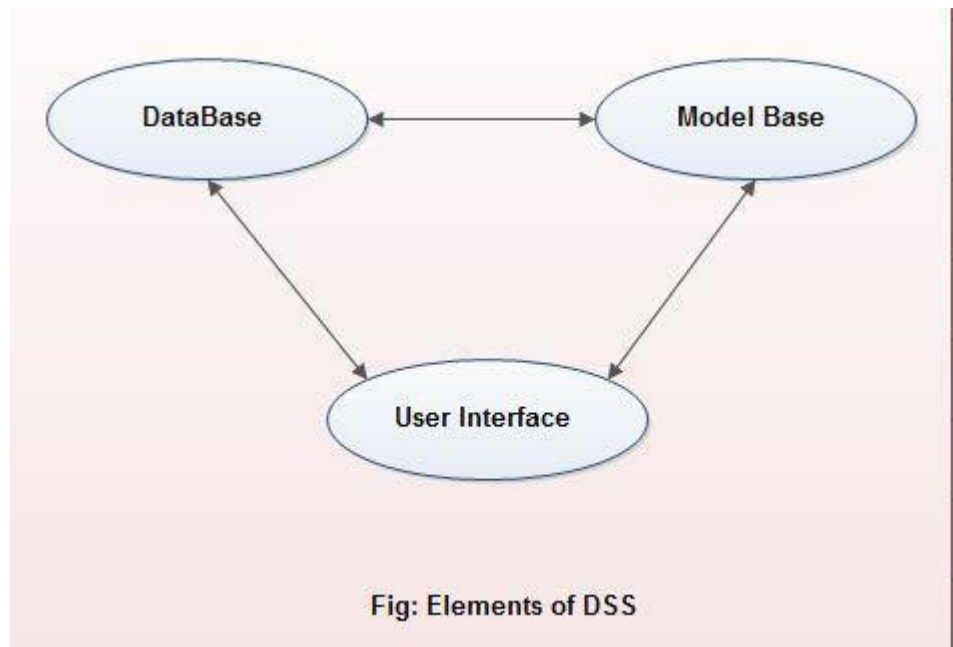 DataBase
Model Base
User Interface
Fig: Elements of DSS